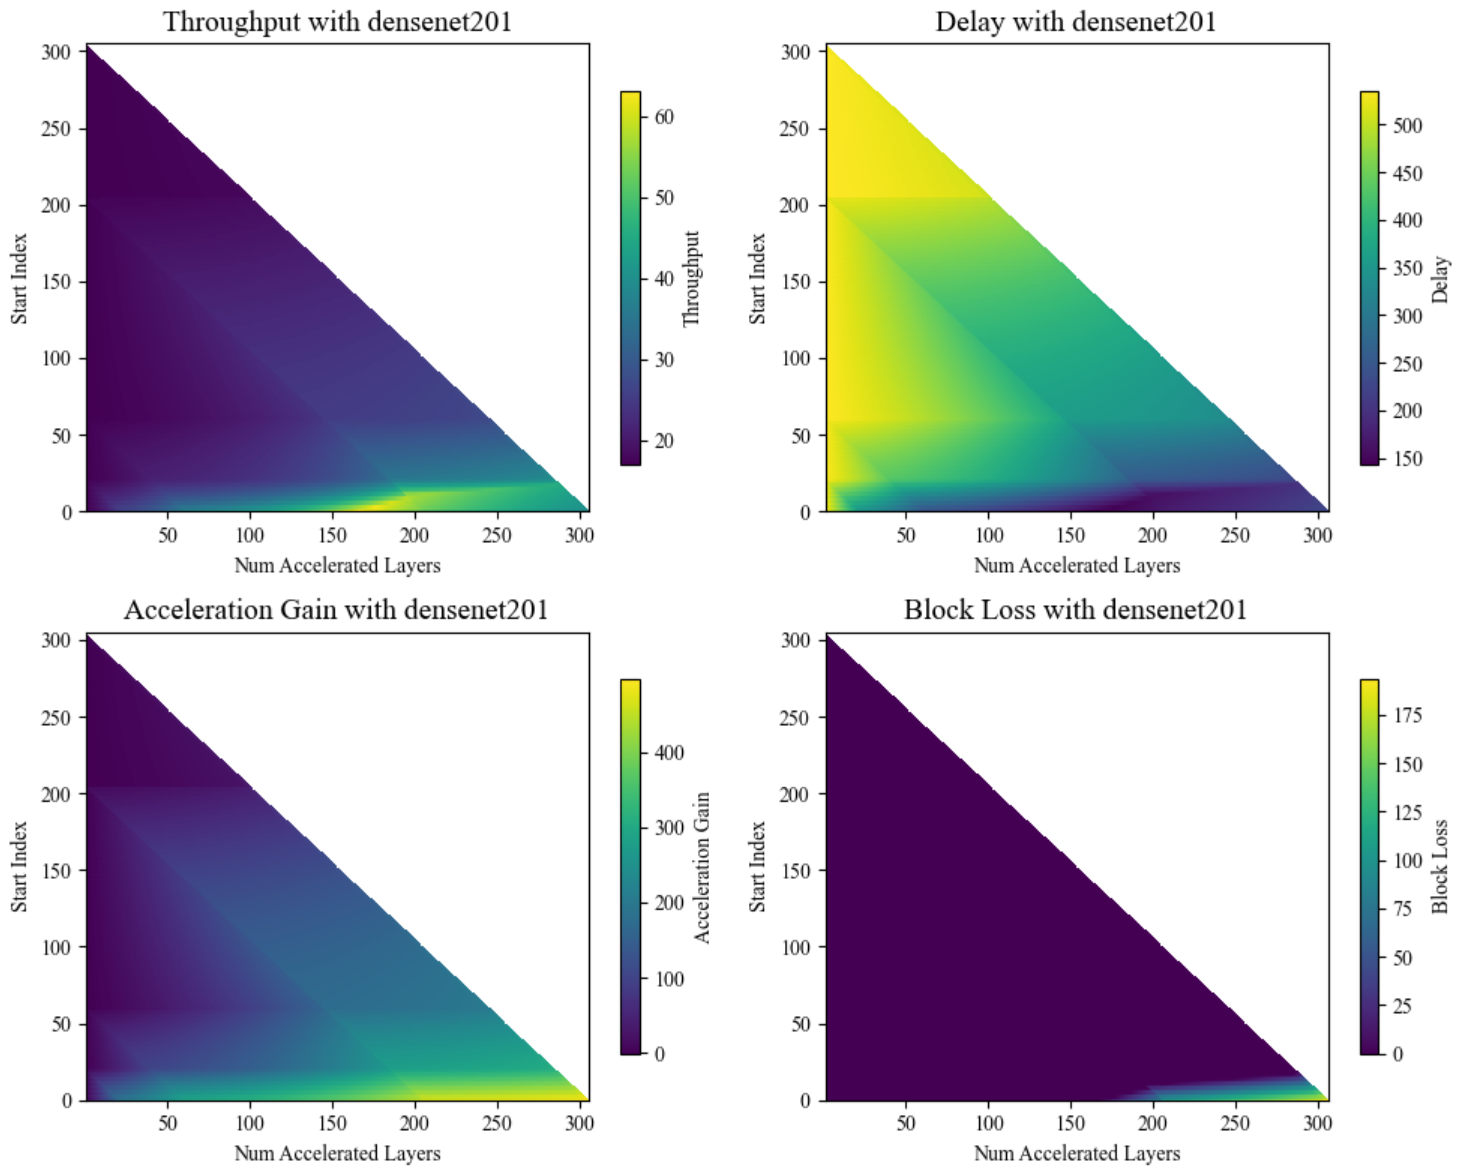 Throughput with densenet201
300
250
200
150
100
50
0
Start Index
50 100 150 200 250 300
Num Accelerated Layers
60
50
40
30
20
Throughput
Delay with densenet201
300
250
200
150
100
50
0
Start Index
50 100 150 200 250 300
Num Accelerated Layers
500
450
400
350
300
250
200
150
Delay
Acceleration Gain with densenet201
300
250
200
150
100
50
0
Start Index
50 100 150 200 250 300
Num Accelerated Layers
400
300
200
100
0
Acceleration Gain
Block Loss with densenet201
300
250
200
150
100
50
0
Start Index
50 100 150 200 250 300
Num Accelerated Layers
175
150
125
100
75
50
25
0
Block Loss